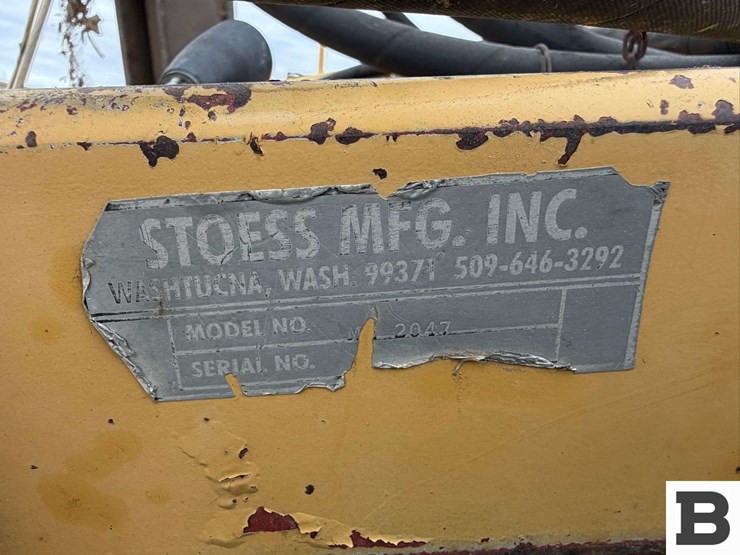 STOESS MFG. INC.
WASHTUCNA, WASH. 99371 509-646-3292
MODEL NO. 2047
SERIAL NO.
B